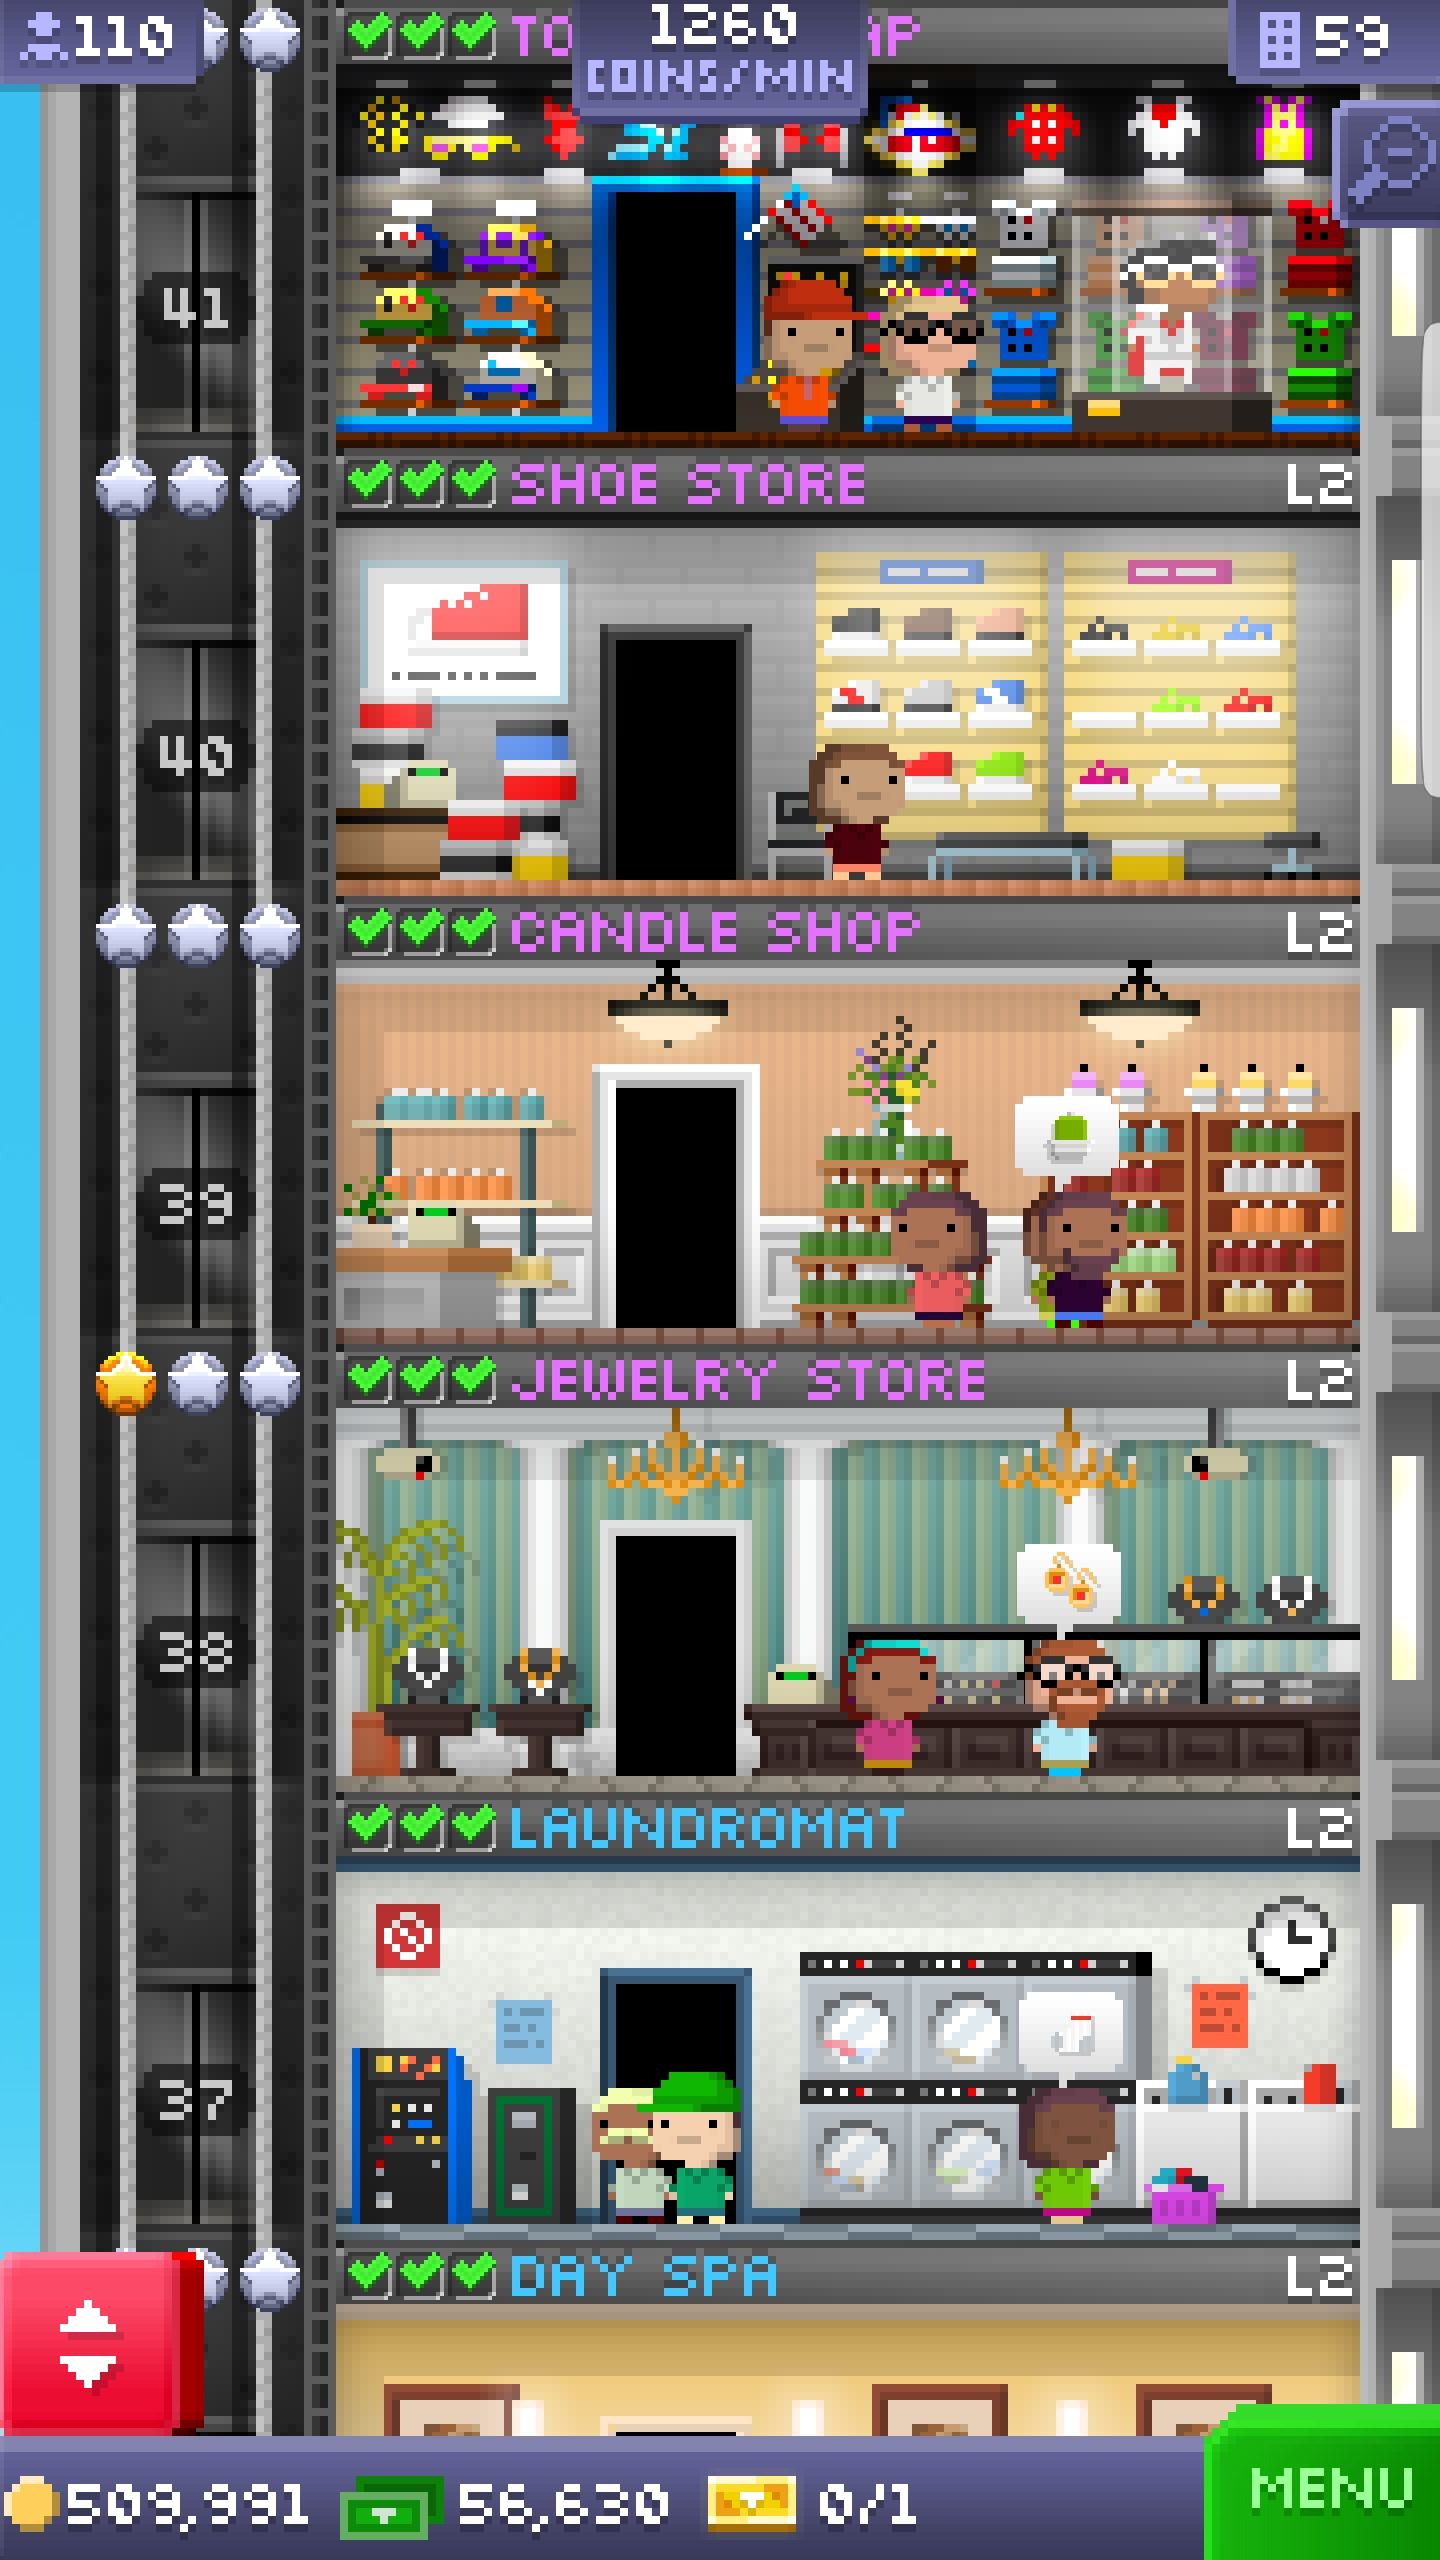 110
1260
COINS/MIN
59
41
SHOE STORE L2
40
CANDLE SHOP L2
39
JEWELRY STORE L2
38
LAUNDROMAT L2
37
DAY SPA L2
509,991 56,630 0/1
MENU